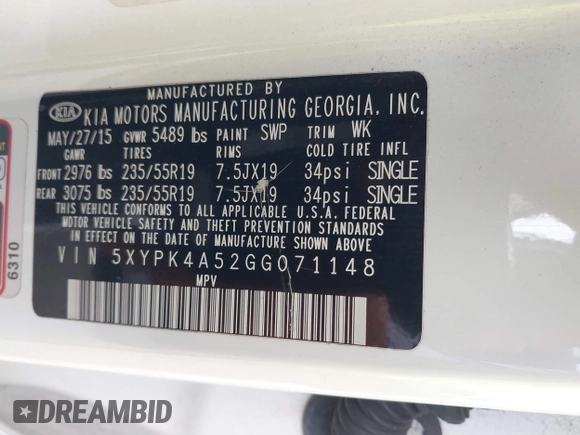 MANUFACTURED BY
KIA KIA MOTORS MANUFACTURING GEORGIA, INC.
MAY/27/15 GVWR 5489 lbs PAINT SWP TRIM WK
GAWR TIRES RIMS COLD TIRE INFL
FRONT 2976 lbs 235/55R19 7.5JX19 34psi SINGLE
REAR 3075 lbs 235/55R19 7.5JX19 34psi SINGLE
THIS VEHICLE CONFORMS TO ALL APPLICABLE U.S.A. FEDERAL
MOTOR VEHICLE SAFETY AND THEFT PREVENTION STANDARDS
IN EFFECT ON THE DATE OF MANUFACTURE SHOWN ABOVE.
VIN 5XYPK4A52GG071148
MPV
6310
DREAMBID